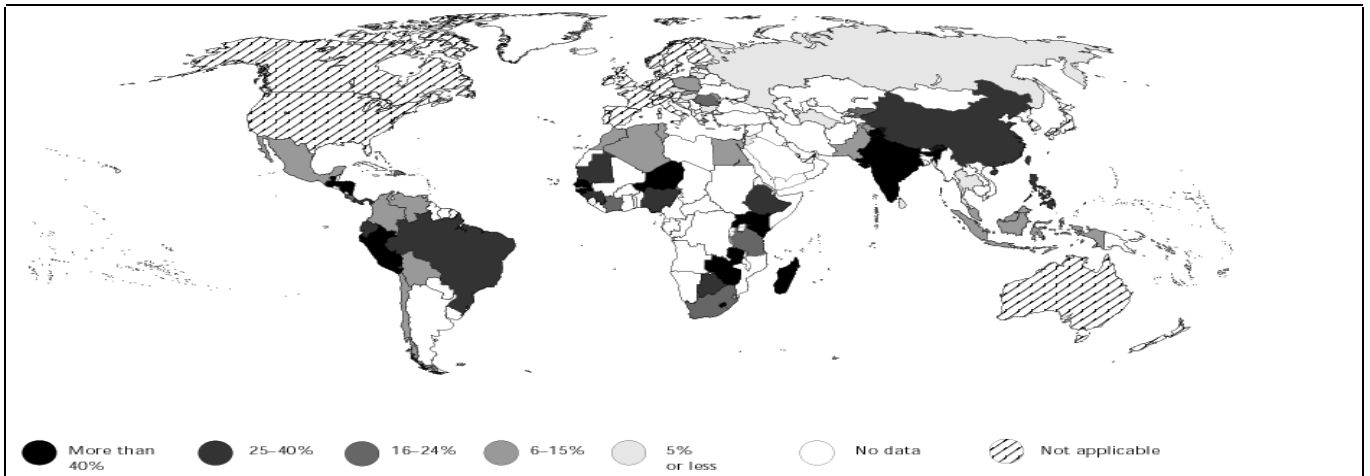 More than
40%
25–40%
16–24%
6–15%
5%
or less
No data
Not applicable